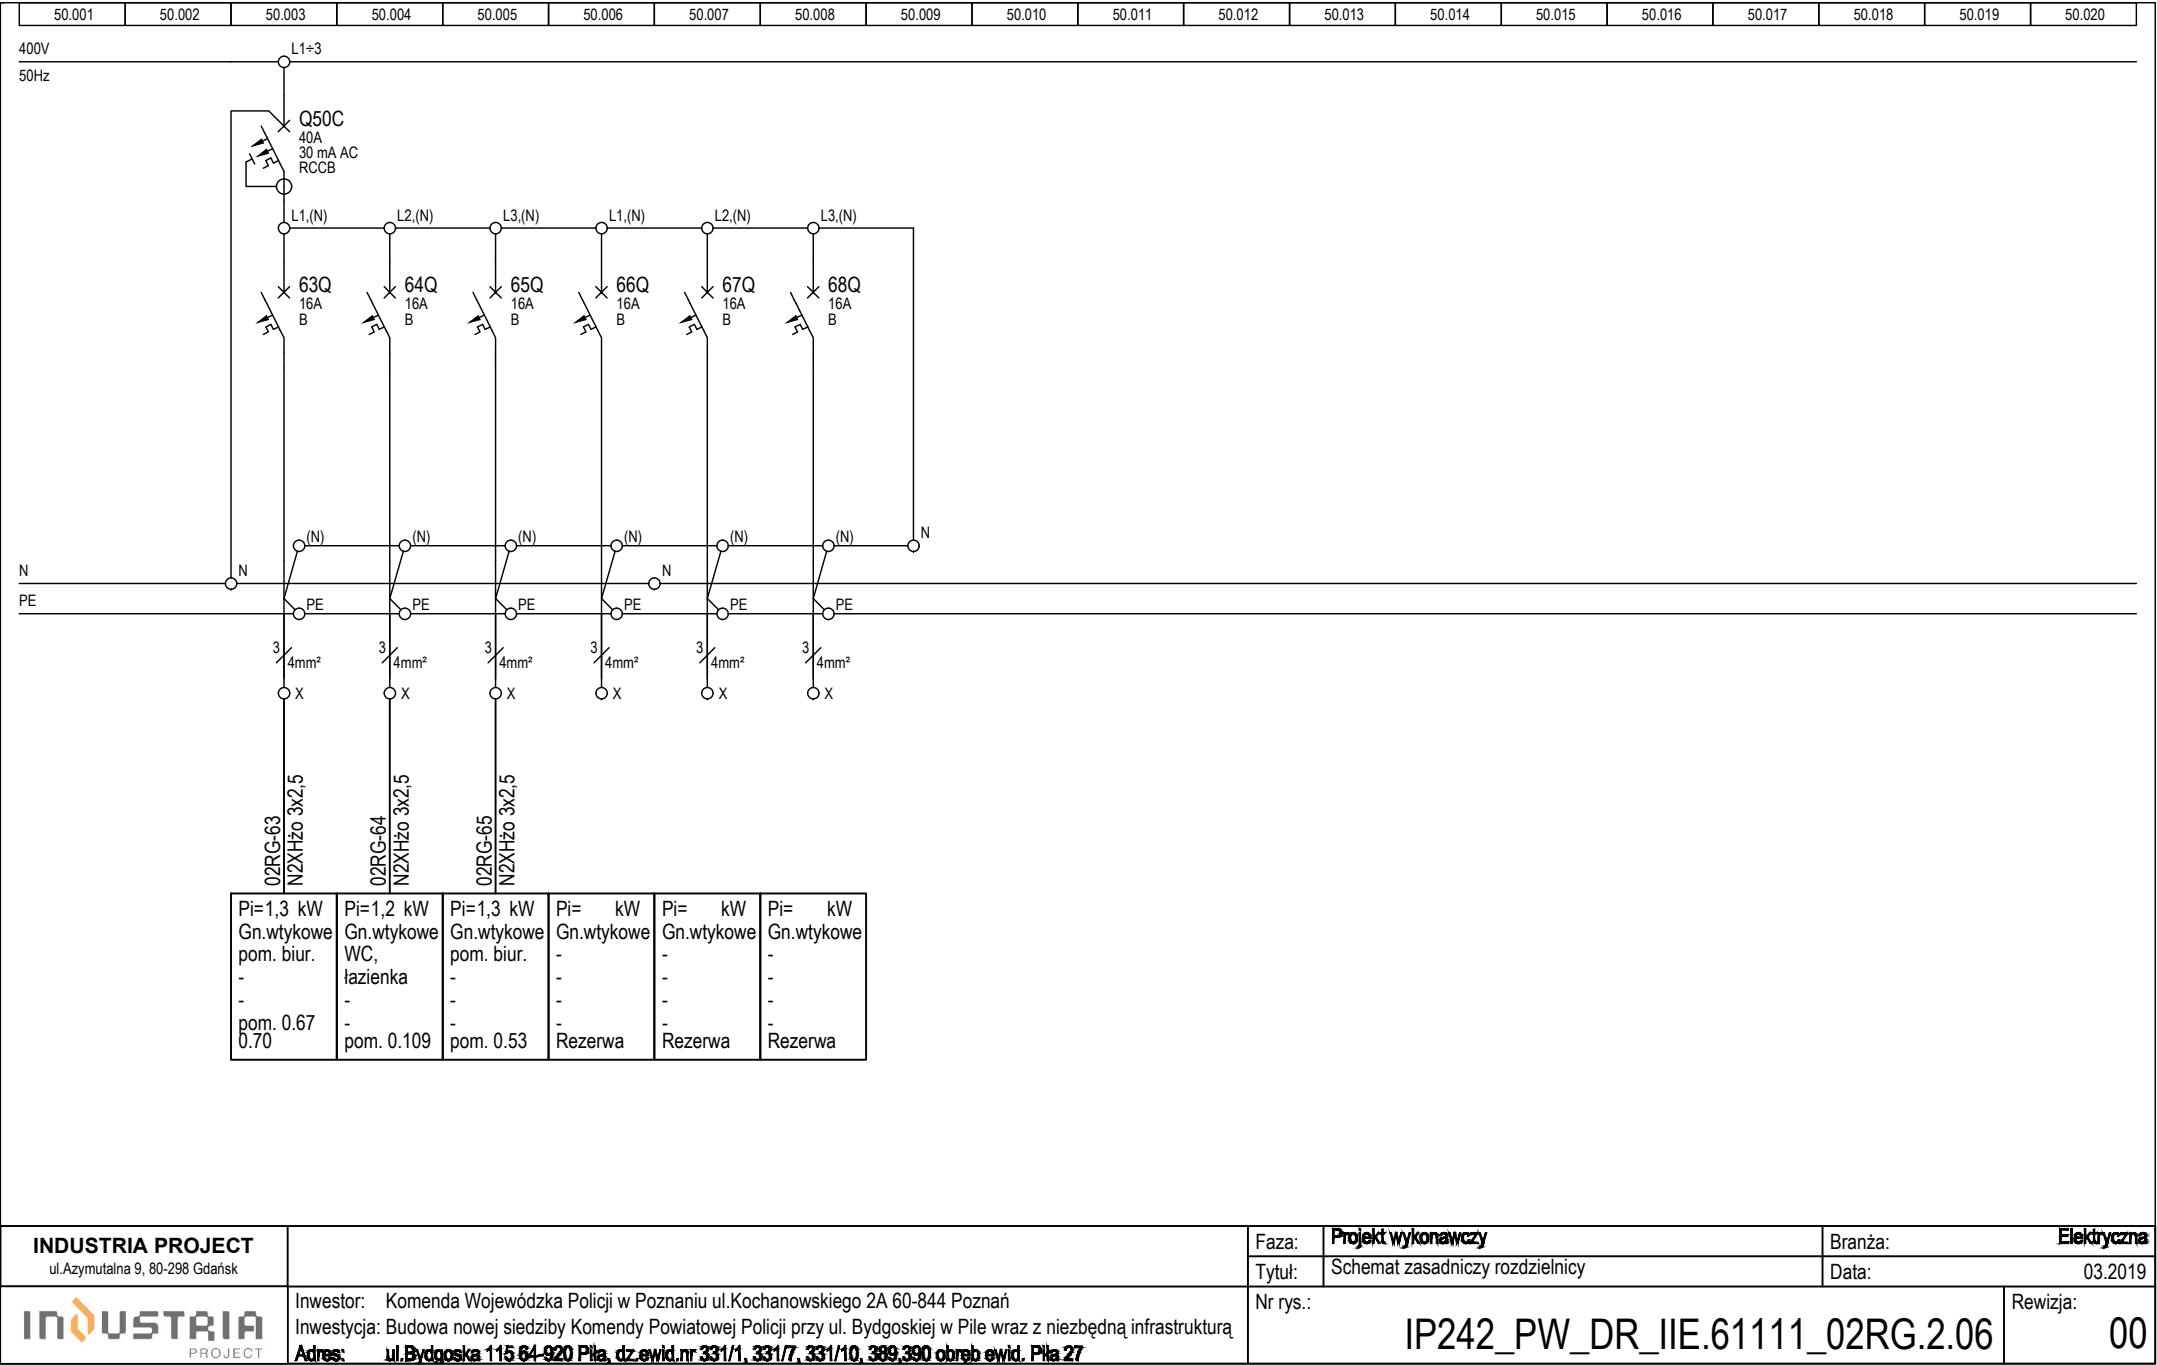 50.001 50.002 50.003 50.004 50.005 50.006 50.007 50.008 50.009 50.010 50.011 50.012 50.013 50.014 50.015 50.016 50.017 50.018 50.019 50.020
400V
L1÷3
50Hz
Q50C
40A
30 mA AC
RCCB
L1,(N) L2,(N) L3,(N) L1,(N) L2,(N) L3,(N)
63Q 64Q 65Q 66Q 67Q 68Q
16A 16A 16A 16A 16A 16A
B B B B B B
(N) (N) (N) (N) (N) (N) N
N N N
PE PE PE PE PE PE PE
3 3 3 3 3 3
4mm² 4mm² 4mm² 4mm² 4mm² 4mm²
X X X X X X
02RG-63
N2XHżo 3x2,5
02RG-64
N2XHżo 3x2,5
02RG-65
N2XHżo 3x2,5
Pi=1,3 kW
Gn.wtykowe
pom. biur.
-
-
pom. 0.67
0.70
Pi=1,2 kW
Gn.wtykowe
WC,
łazienka
-
-
pom. 0.109
Pi=1,3 kW
Gn.wtykowe
pom. biur.
-
-
-
pom. 0.53
Pi= kW
Gn.wtykowe
-
-
-
-
Rezerwa
Pi= kW
Gn.wtykowe
-
-
-
-
Rezerwa
Pi= kW
Gn.wtykowe
-
-
-
-
Rezerwa
INDUSTRIA PROJECT
ul.Azymutalna 9, 80-298 Gdańsk
INDUSTRIA
PROJECT
Inwestor: Komenda Wojewódzka Policji w Poznaniu ul.Kochanowskiego 2A 60-844 Poznań
Inwestycja: Budowa nowej siedziby Komendy Powiatowej Policji przy ul. Bydgoskiej w Pile wraz z niezbędną infrastrukturą
Adres: ul.Bydgoska 115 64-920 Piła, dz.ewid.nr 331/1, 331/7, 331/10, 389,390 obręb ewid. Piła 27
Faza: Projekt wykonawczy
Branża: Elektryczna
Tytuł: Schemat zasadniczy rozdzielnicy
Data: 03.2019
Nr rys.:
IP242_PW_DR_IIE.61111_02RG.2.06
Rewizja:
00